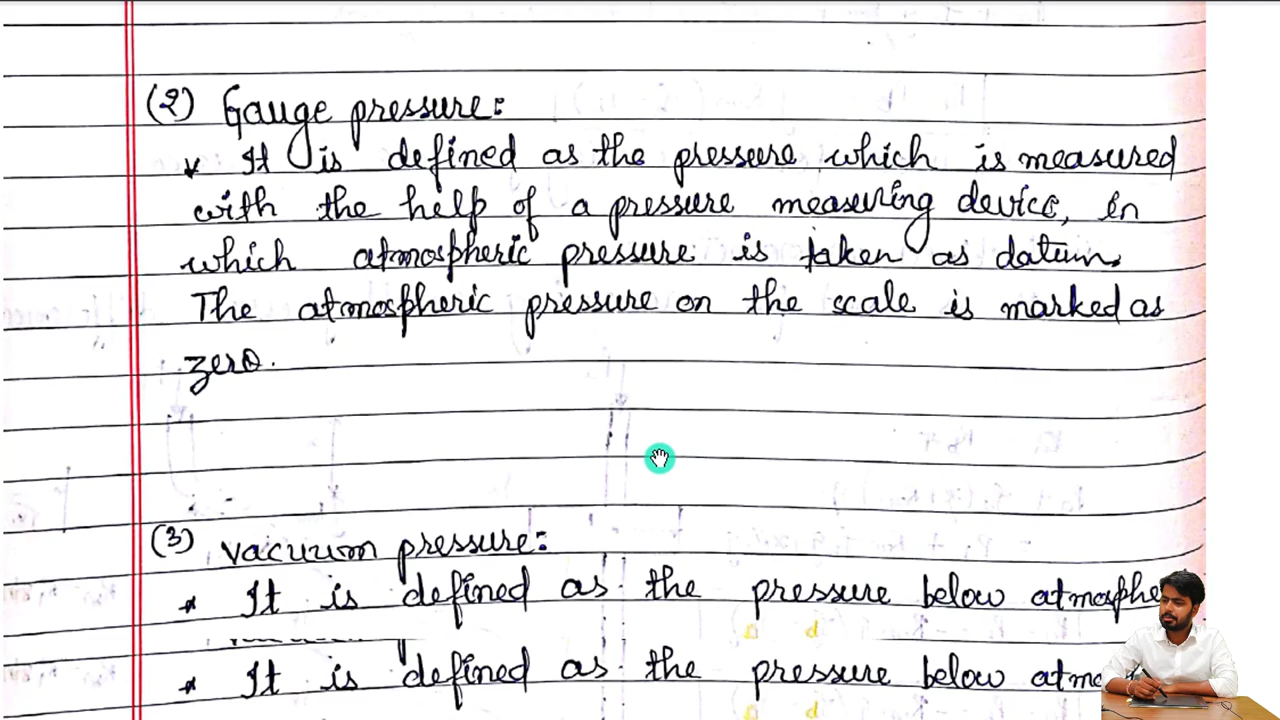 (2) Gauge pressure:
* It is defined as the pressure which is measured
with the help of a pressure measuring device, in
which atmospheric pressure is taken as datum.
The atmospheric pressure on the scale is marked as
zero.
(3) vacuum pressure:
* It is defined as the pressure below atmosphe
* It is defined as the pressure below atmo